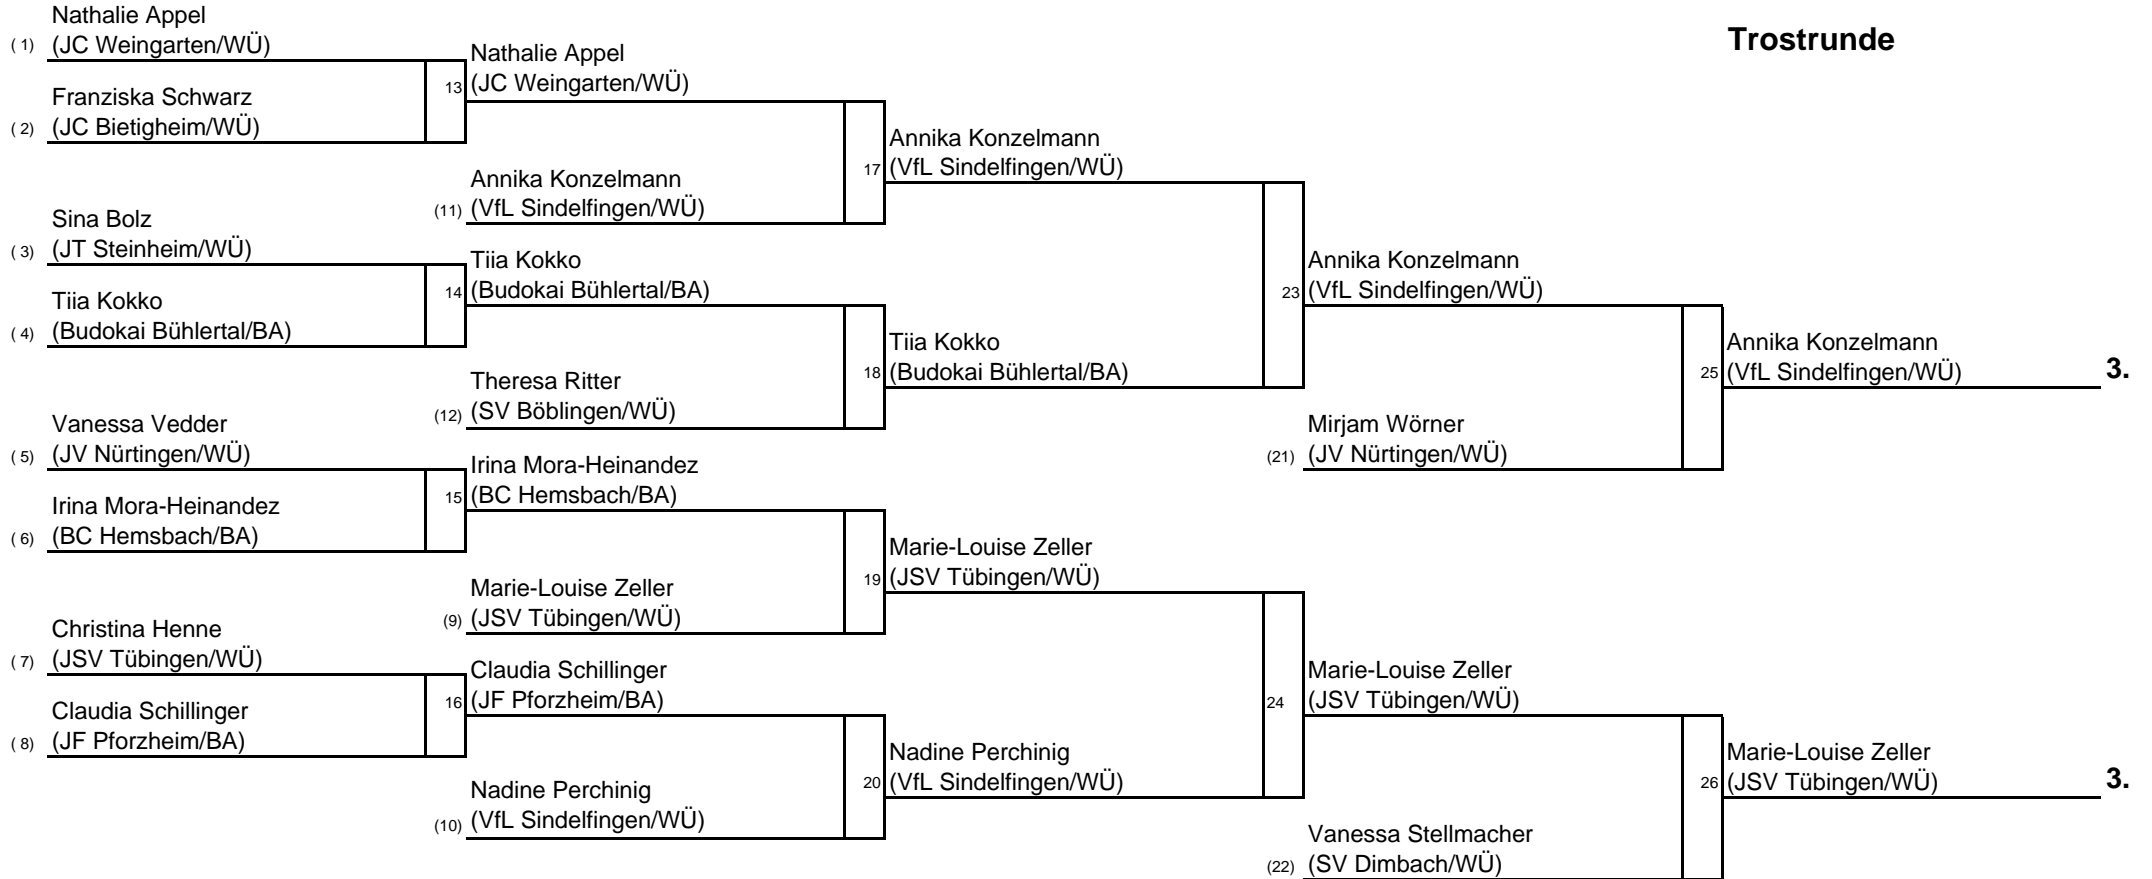 Trostrunde
Nathalie Appel
( 1) (JC Weingarten/WÜ)
Franziska Schwarz
( 2) (JC Bietigheim/WÜ)
Sina Bolz
( 3) (JT Steinheim/WÜ)
Tiia Kokko
( 4) (Budokai Bühlertal/BA)
Vanessa Vedder
( 5) (JV Nürtingen/WÜ)
Irina Mora-Heinandez
( 6) (BC Hemsbach/BA)
Christina Henne
( 7) (JSV Tübingen/WÜ)
Claudia Schillinger
( 8) (JF Pforzheim/BA)
Nathalie Appel
13 (JC Weingarten/WÜ)
Annika Konzelmann
(11) (VfL Sindelfingen/WÜ)
Tiia Kokko
14 (Budokai Bühlertal/BA)
Theresa Ritter
(12) (SV Böblingen/WÜ)
Irina Mora-Heinandez
15 (BC Hemsbach/BA)
Marie-Louise Zeller
(9) (JSV Tübingen/WÜ)
Claudia Schillinger
16 (JF Pforzheim/BA)
Nadine Perchinig
(10) (VfL Sindelfingen/WÜ)
Annika Konzelmann
17 (VfL Sindelfingen/WÜ)
Tiia Kokko
18 (Budokai Bühlertal/BA)
Marie-Louise Zeller
19 (JSV Tübingen/WÜ)
Nadine Perchinig
20 (VfL Sindelfingen/WÜ)
Annika Konzelmann
23 (VfL Sindelfingen/WÜ)
Mirjam Wörner
(21) (JV Nürtingen/WÜ)
Marie-Louise Zeller
24 (JSV Tübingen/WÜ)
Vanessa Stellmacher
(22) (SV Dimbach/WÜ)
Annika Konzelmann
25 (VfL Sindelfingen/WÜ) 3.
Marie-Louise Zeller
26 (JSV Tübingen/WÜ) 3.